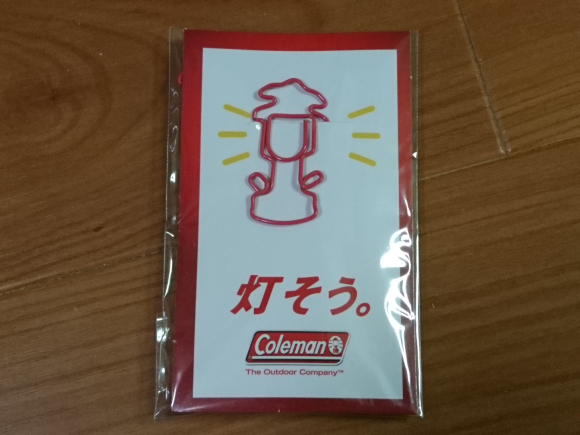 灯そう。
Coleman
The Outdoor Company™